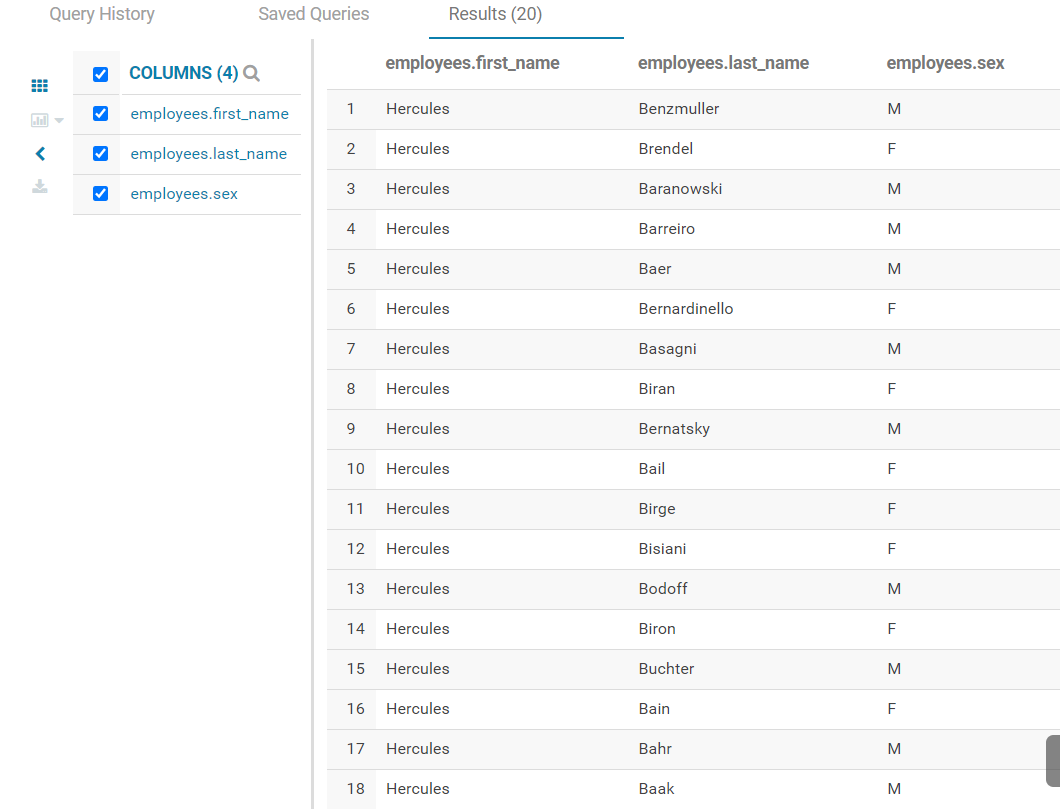 Query History Saved Queries Results (20)
COLUMNS (4)
employees.first_name
employees.last_name
employees.sex
employees.first_name employees.last_name employees.sex
1 Hercules Benzmuller M
2 Hercules Brendel F
3 Hercules Baranowski M
4 Hercules Barreiro M
5 Hercules Baer M
6 Hercules Bernardinello F
7 Hercules Basagni M
8 Hercules Biran F
9 Hercules Bernatsky M
10 Hercules Bail F
11 Hercules Birge F
12 Hercules Bisiani F
13 Hercules Bodoff M
14 Hercules Biron F
15 Hercules Buchter M
16 Hercules Bain F
17 Hercules Bahr M
18 Hercules Baak M